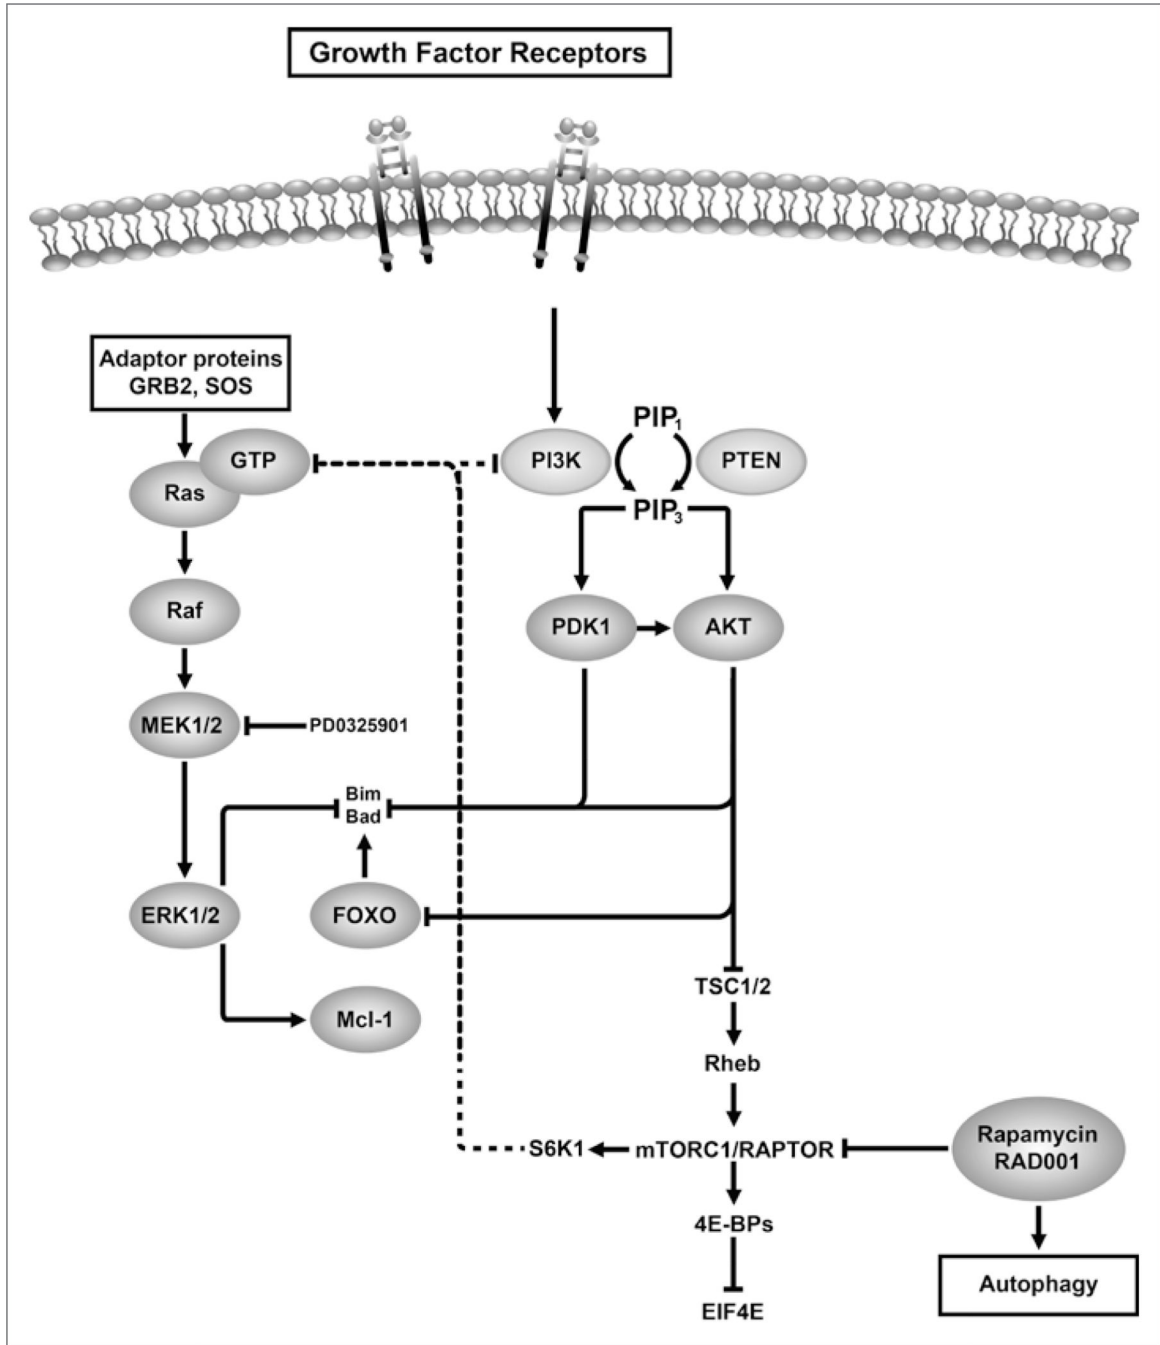 Growth Factor Receptors
Adaptor proteins
GRB2, SOS
PIP1
GTP
PI3K
PTEN
Ras
PIP3
Raf
PDK1
AKT
MEK1/2
PD0325901
Bim
Bad
ERK1/2
FOXO
TSC1/2
Mcl-1
Rheb
Rapamycin
RAD001
S6K1
mTORC1/RAPTOR
4E-BPs
Autophagy
EIF4E